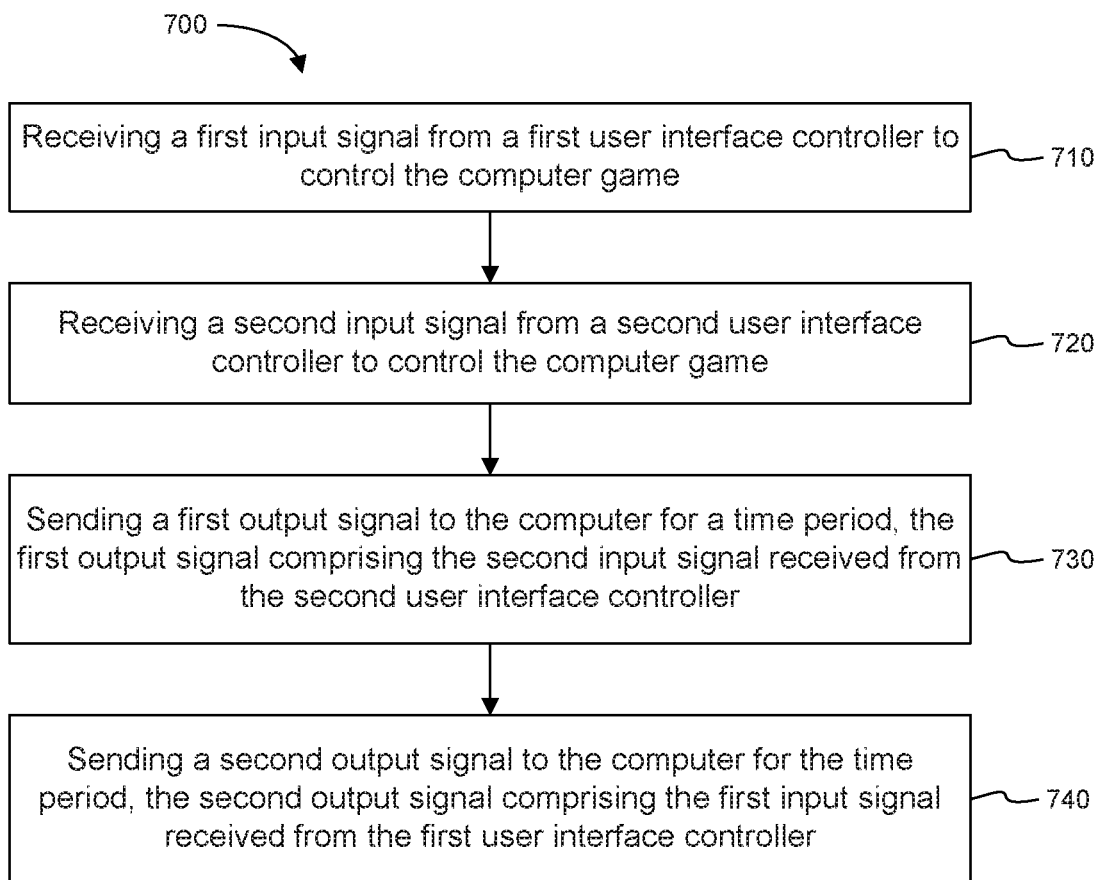 700
Receiving a first input signal from a first user interface controller to
control the computer game
710
Receiving a second input signal from a second user interface
controller to control the computer game
720
Sending a first output signal to the computer for a time period, the
first output signal comprising the second input signal received from
the second user interface controller
730
Sending a second output signal to the computer for the time
period, the second output signal comprising the first input signal
received from the first user interface controller
740